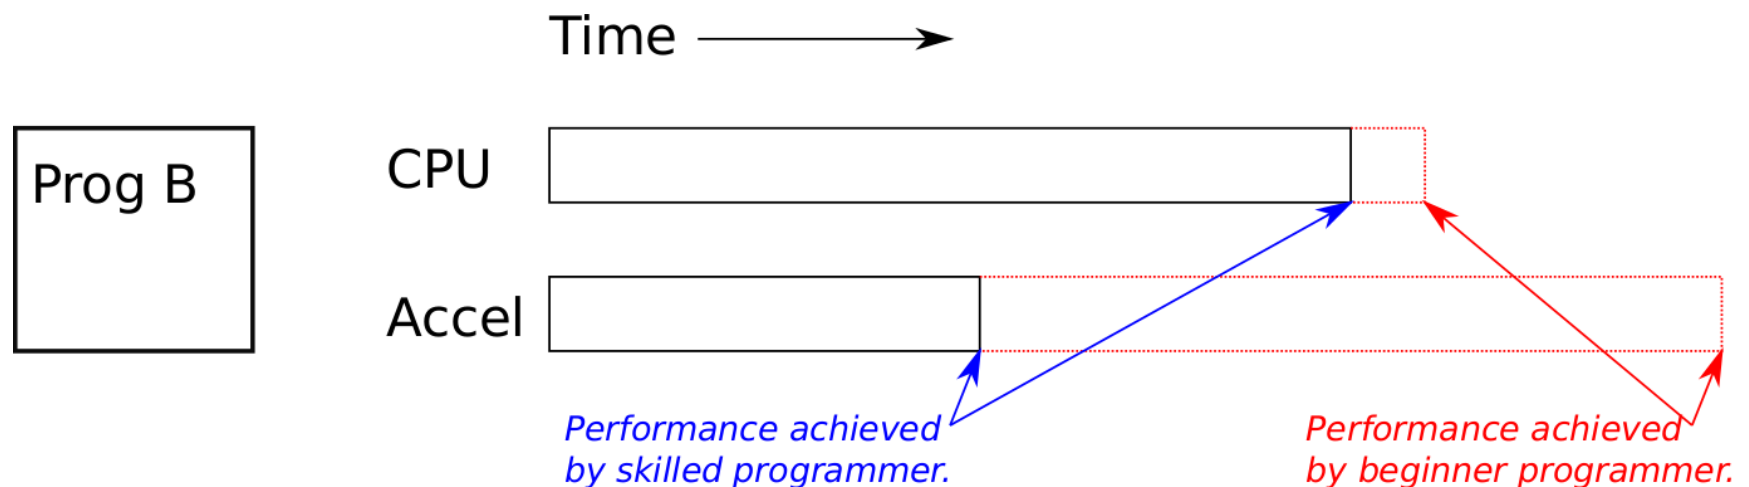 Time
Prog B
CPU
Accel
Performance achieved
by skilled programmer.
Performance achieved
by beginner programmer.